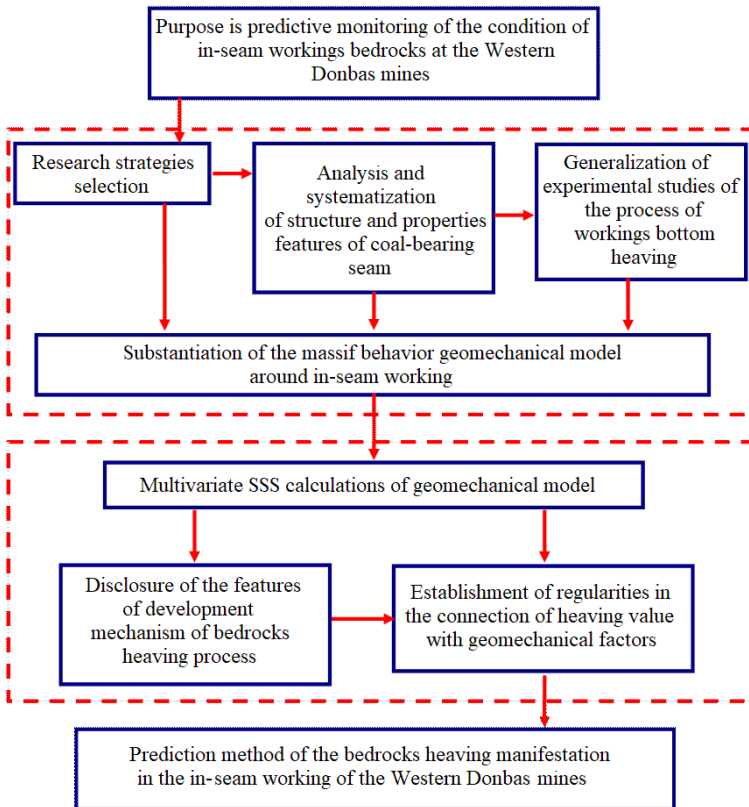 Purpose is predictive monitoring of the condition of
in-seam workings bedrocks at the Western
Donbas mines
Research strategies
selection
Analysis and
systematization
of structure and properties
features of coal-bearing
seam
Generalization of
experimental studies of
the process of
workings bottom
heaving
Substantiation of the massif behavior geomechanical model
around in-seam working
Multivariate SSS calculations of geomechanical model
Disclosure of the features
of development
mechanism of bedrocks
heaving process
Establishment of regularities in
the connection of heaving value
with geomechanical factors
Prediction method of the bedrocks heaving manifestation
in the in-seam working of the Western Donbas mines